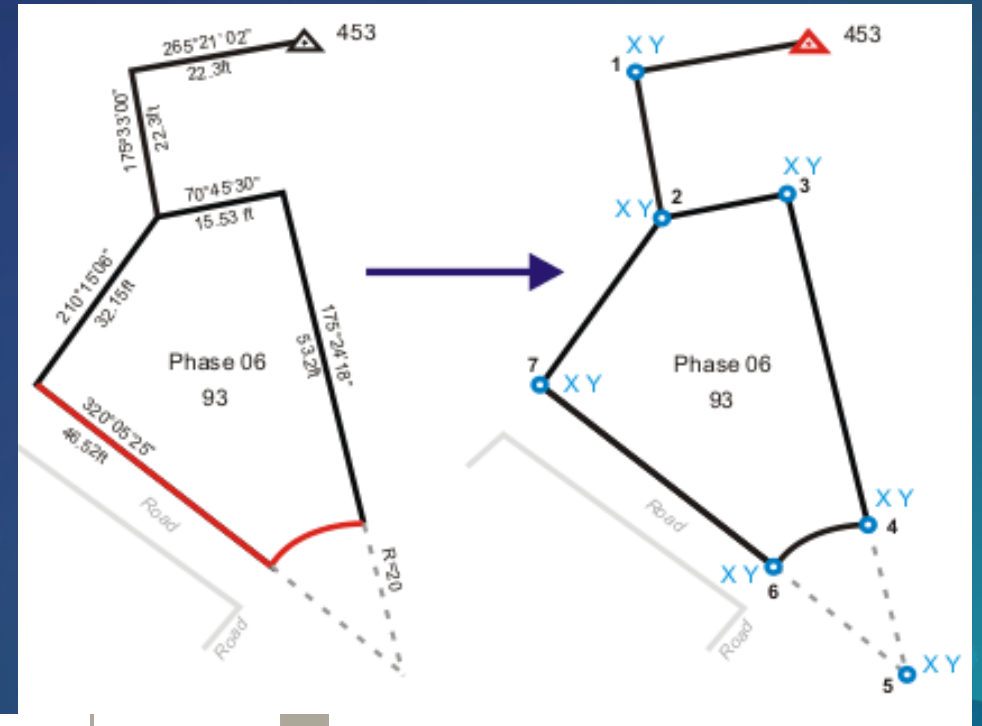 453
265°21'02"
22.3ft
175°33'00"
22.3ft
70°45'30"
15.53 ft
210°15'06"
32.15ft
175°24'18"
53.2ft
Phase 06
93
320°05'25"
46.52ft
Road
Road
R=20
453
X Y
1
2
X Y
X Y
3
7
X Y
Phase 06
93
X Y
4
Road
X Y
6
Road
X Y
5